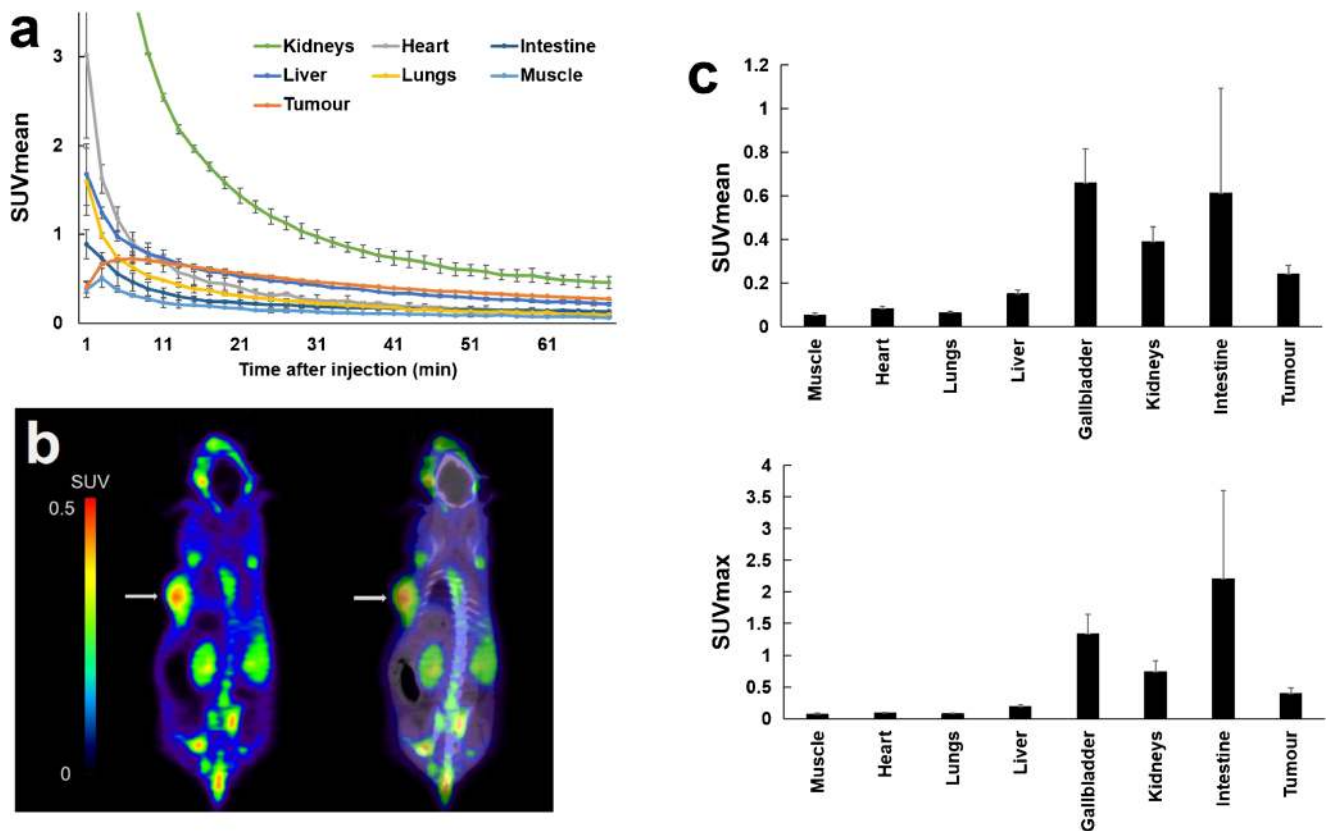 a
3
2
1
0
SUVmean
Kidneys Heart Intestine
Liver Lungs Muscle
Tumour
1 11 21 31 41 51 61
Time after injection (min)
b
SUV
0.5
0
c
1.2
1
0.8
0.6
0.4
0.2
0
SUVmean
Muscle
Heart
Lungs
Liver
Gallbladder
Kidneys
Intestine
Tumour
4
3.5
3
2.5
2
1.5
1
0.5
0
SUVmax
Muscle
Heart
Lungs
Liver
Gallbladder
Kidneys
Intestine
Tumour